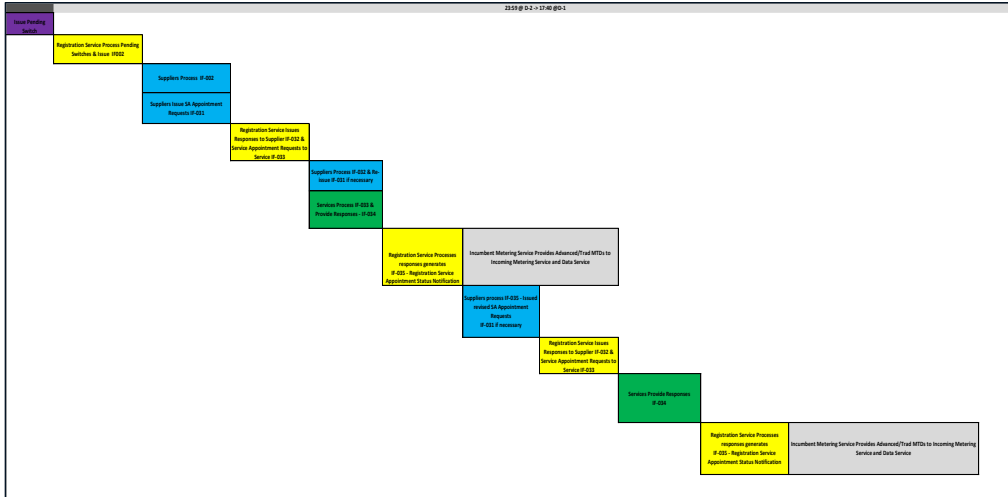 23:59 @ D-2 -> 17:40 @D-1
Issue Pending
Switch
Registration Service Process Pending
Switches & Issue IF002
Suppliers Process IF-002
Suppliers Issue SA Appointment
Requests IF-031
Registration Service Issues
Responses to Supplier IF-032 &
Service Appointment Requests to
Service IF-033
Suppliers Process IF-032 & Re-
issue IF-031 if necessary
Services Process IF-033 &
Provide Responses - IF-034
Registration Service Processes
responses generates
IF-035 - Registration Service
Appointment Status Notification
Incumbent Metering Service Provides Advanced/Trad MTDs to
Incoming Metering Service and Data Service
Suppliers process IF-035 - Issued
revised SA Appointment
Requests
IF-031 if necessary
Registration Service Issues
Responses to Supplier IF-032 &
Service Appointment Requests to
Service IF-033
Services Provide Responses
IF-034
Registration Service Processes
responses generates
IF-035 - Registration Service
Appointment Status Notification
Incumbent Metering Service Provides Advanced/Trad MTDs to Incoming Metering
Service and Data Service